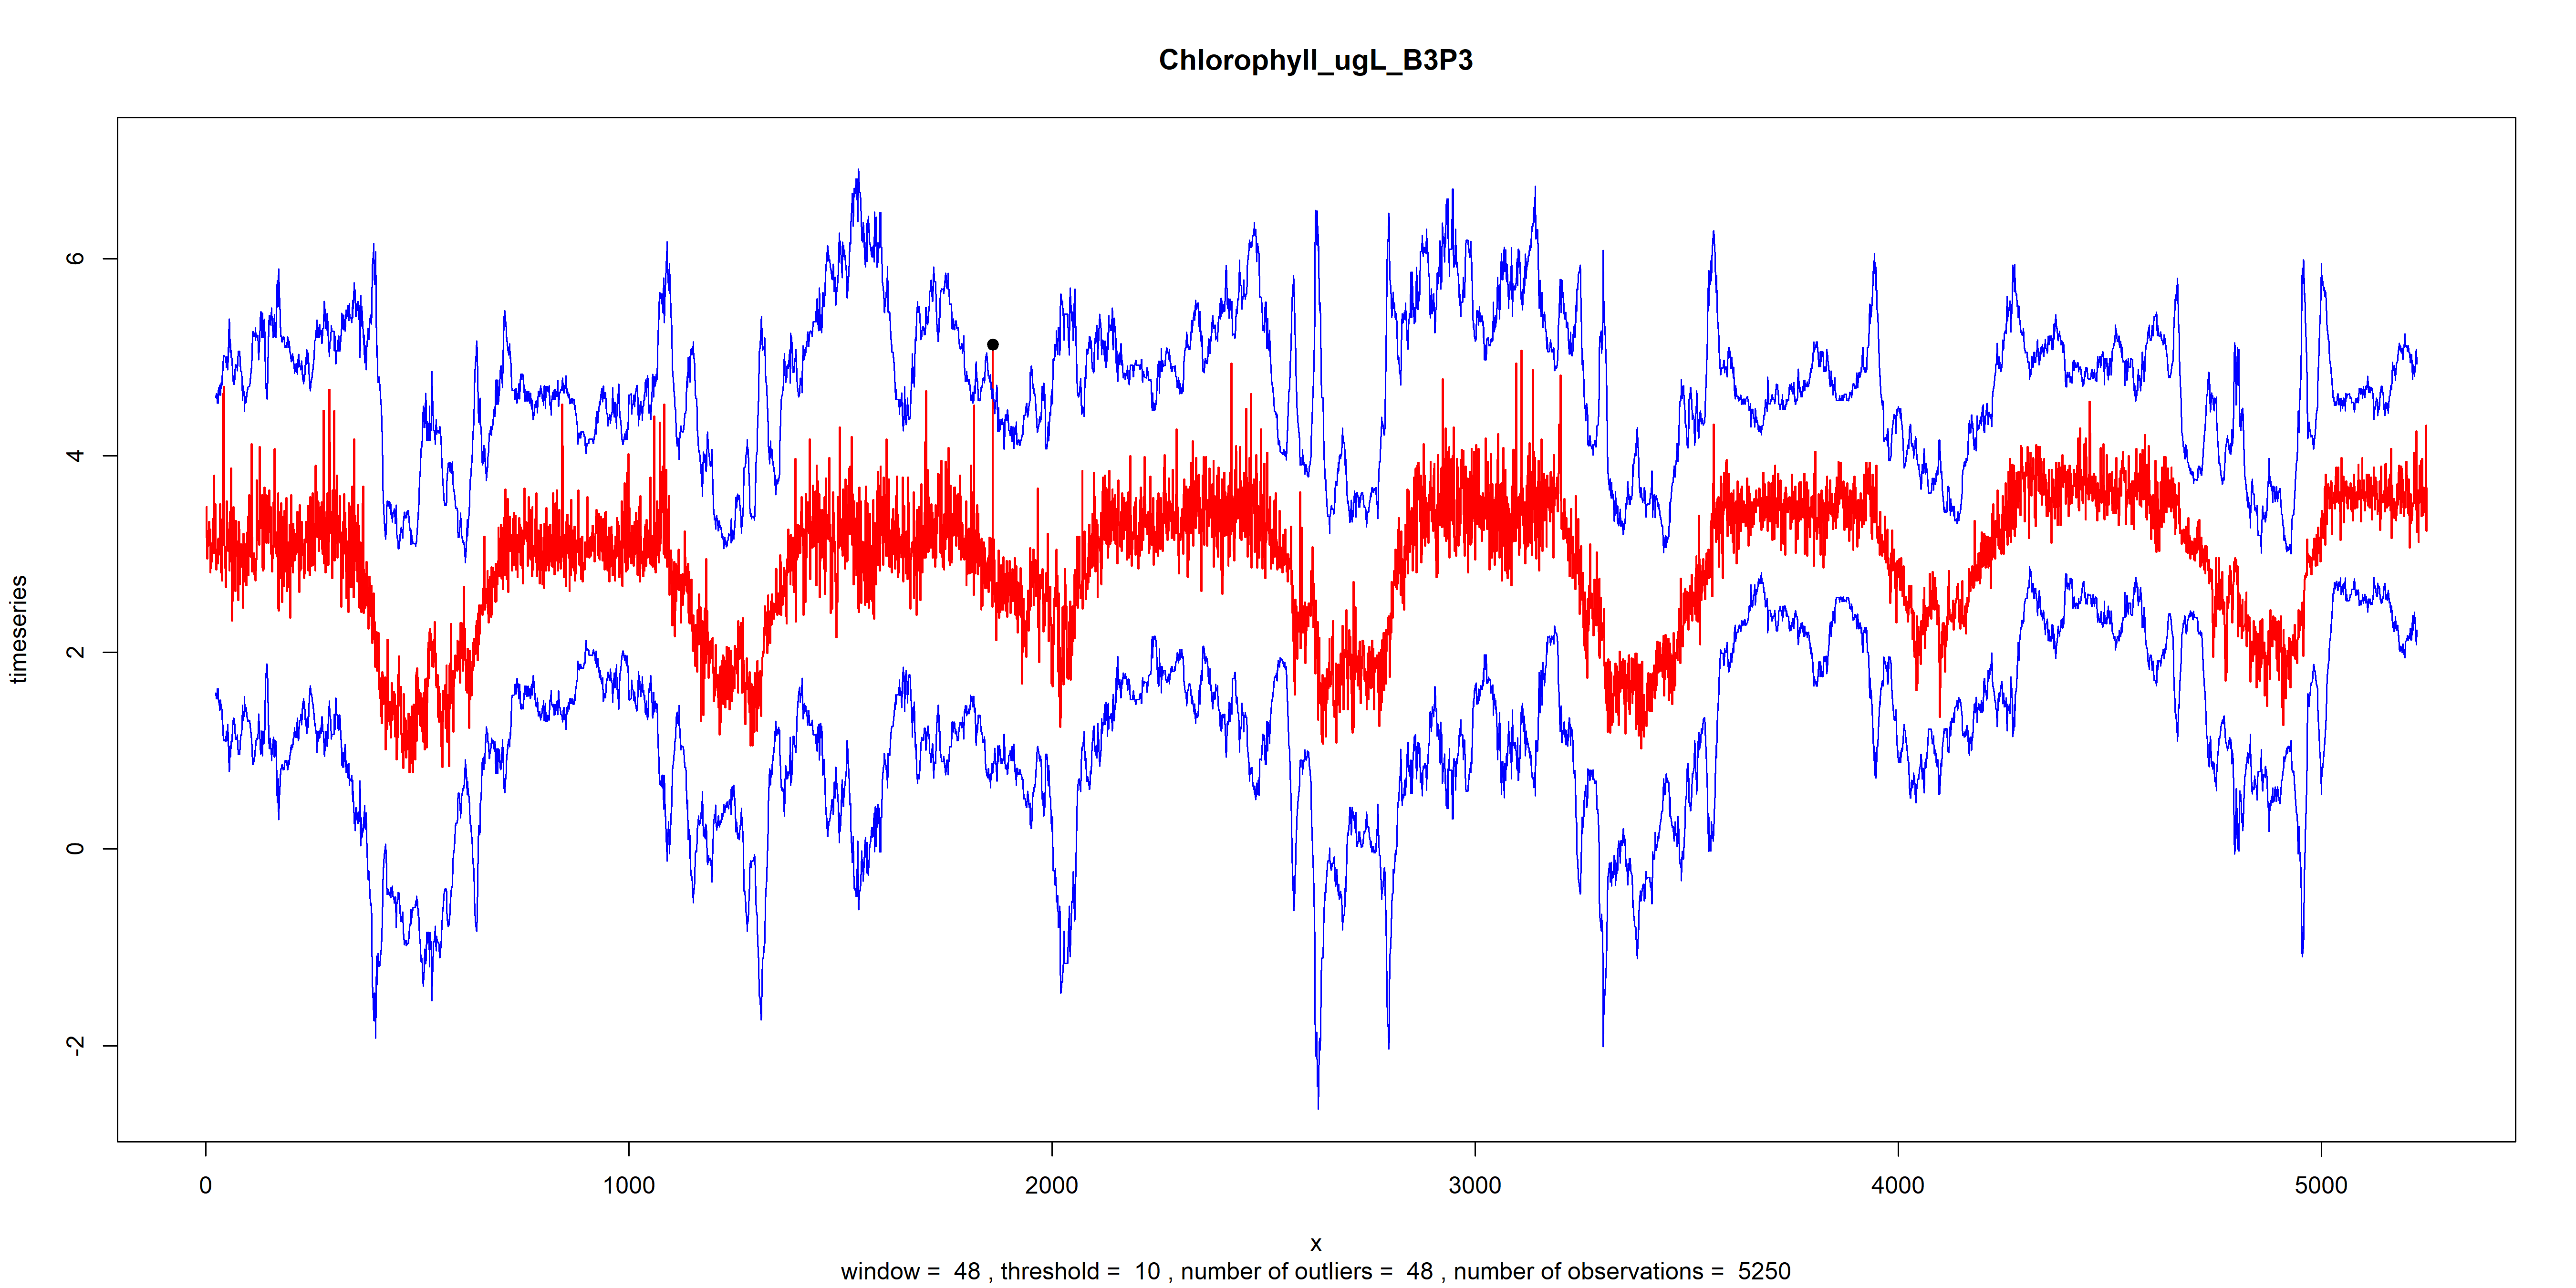 Chlorophyll_ugL_B3P3
timeseries
6
4
2
0
-2
0 1000 2000 3000 4000 5000
x
window = 48 , threshold = 10 , number of outliers = 48 , number of observations = 5250